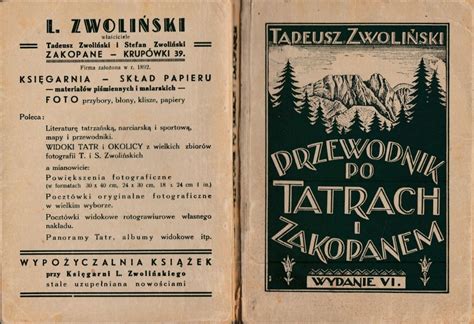 L. ZWOLIŃSKI
właściciele
Tadeusz Zwoliński i Stefan Zwoliński
ZAKOPANE — KRUPÓWKI 39.
Firma założona w r. 1892.
KSIĘGARNIA — SKŁAD PAPIERU
— materiałów piśmiennych i malarskich —
FOTO przybory, błony, klisze, papiery
Poleca:
Literaturę tatrzańską, narciarską i sportową,
mapy i przewodniki.
WIDOKI TATR i OKOLICY z wielkich zbiorów
fotografii T. i S. Zwolińskich
a mianowicie:
Powiększenia fotograficzne
(w formatach 30 x 40 cm, 24 x 30 cm, 18 x 24 cm i in.)
Pocztówki oryginalne fotograficzne
w wielkim wyborze.
Pocztówki widokowe rotograwiurowe własnego
nakładu.
Panoramy Tatr, albumy widokowe itp.
WYPOŻYCZALNIA KSIĄŻEK
przy Księgarni L. Zwolińskiego
stale uzupełniana nowościami
TADEUSZ ZWOLIŃSKI
PRZEWODNIK
PO
TATRACH
I
ZAKOPANEM
WYDANIE VI.